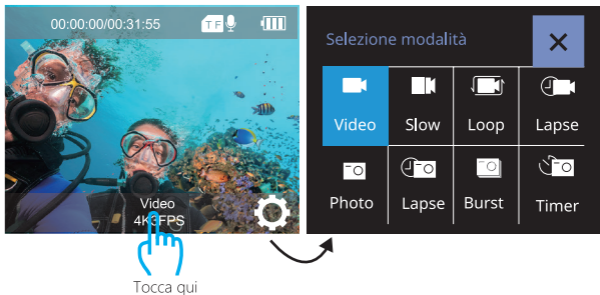 00:00:00/00:31:55 TF
Video
4K?FPS
Tocca qui
Selezione modalità
Video Slow Loop Lapse
Photo Lapse Burst Timer